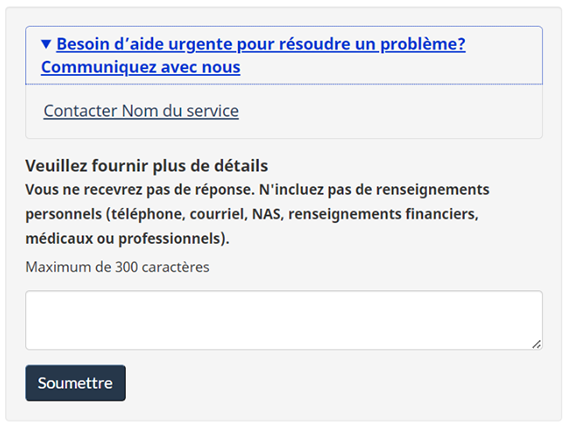 ▼ Besoin d’aide urgente pour résoudre un problème?
Communiquez avec nous
Contacter Nom du service
Veuillez fournir plus de détails
Vous ne recevrez pas de réponse. N'incluez pas de renseignements
personnels (téléphone, courriel, NAS, renseignements financiers,
médicaux ou professionnels).
Maximum de 300 caractères
Soumettre